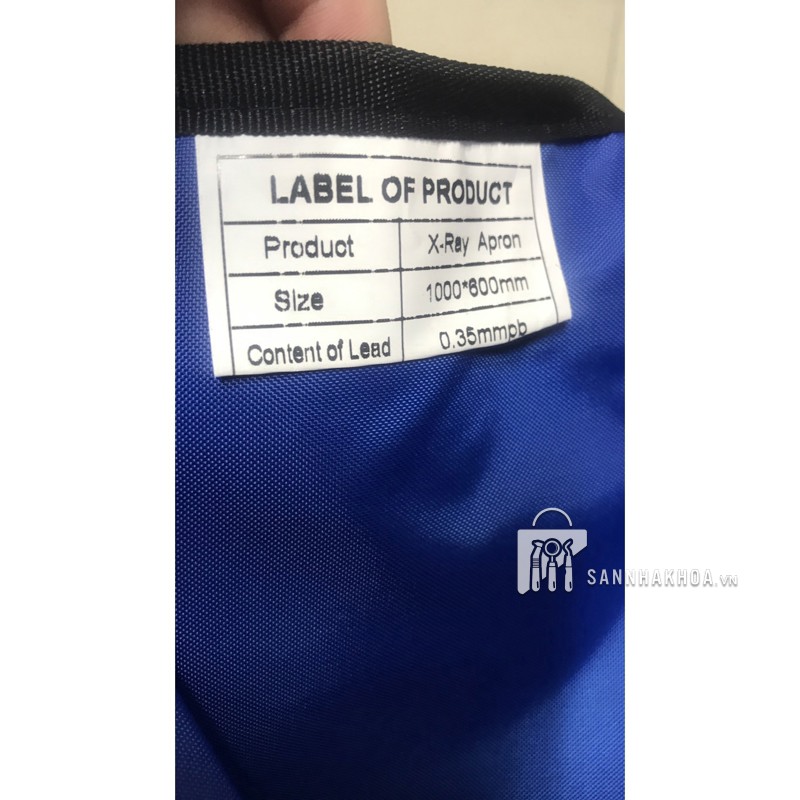 LABEL OF PRODUCT
Product X-Ray Apron
Size 1000*600mm
Content of Lead 0.35mmpb
SANNHAKHOA.VN